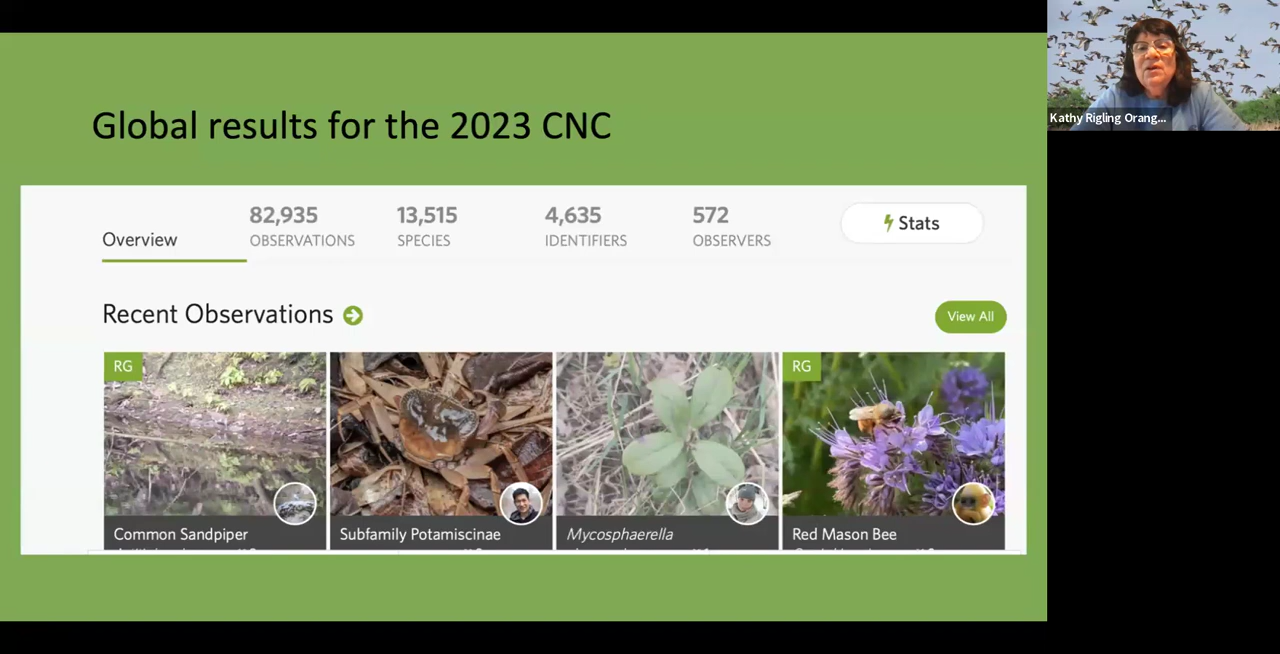 Global results for the 2023 CNC
Kathy Rigling Orang...
Overview
82,935
OBSERVATIONS
13,515
SPECIES
4,635
IDENTIFIERS
572
OBSERVERS
Stats
Recent Observations
View All
RG
RG
Common Sandpiper
Subfamily Potamiscinae
Mycosphaerella
Red Mason Bee